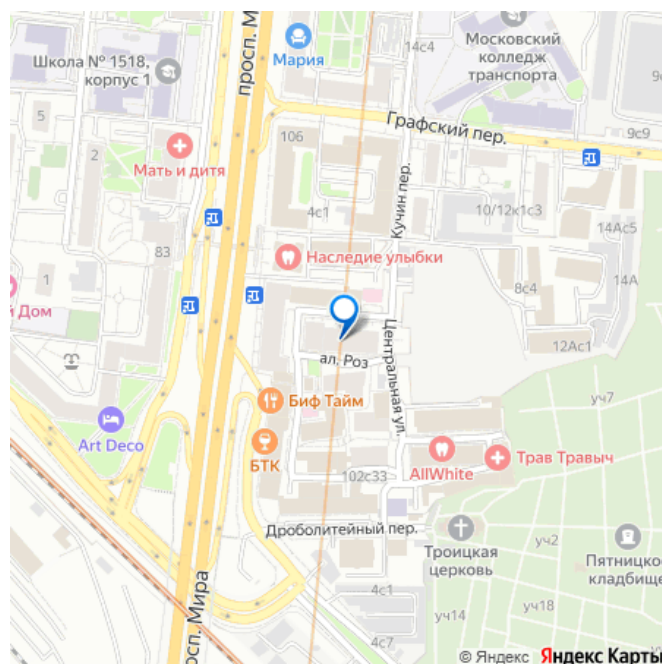 просп. М
Мария
14с4
Московский
колледж
транспорта
9с2
Школа № 1518,
корпус 1
5
2
106
Графский пер.
9с9
Мать и дитя
4с1
Кучин пер.
10/12к1с3
14Ас5
83
Наследие улыбки
14А
1
й Дом
8с4
Центральная ул.
12Ас1
ал. Роз
Биф Тайм
уч7
Art Deco
БТК
AllWhite
Трав Травыч
102с33
Дроболитейный пер.
Троицкая
церковь
уч2
Пятницкое
кладбище
просп. Мира
4с1
уч14
уч18
4с7
© Яндекс Яндекс Карты